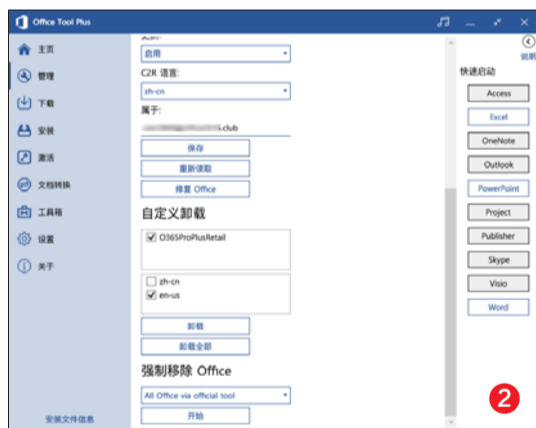 Office Tool Plus
主页
管理
下载
安装
激活
文档转换
工具箱
设置
关于
安装文件信息
启用
C2R 语言:
zh-cn
属于:
.club
保存
重新读取
修复 Office
自定义卸载
O365ProPlusRetail
zh-cn
en-us
卸载
卸载全部
强制移除 Office
All Office via official tool
开始
说明
快速启动
Access
Excel
OneNote
Outlook
PowerPoint
Project
Publisher
Skype
Visio
Word
2